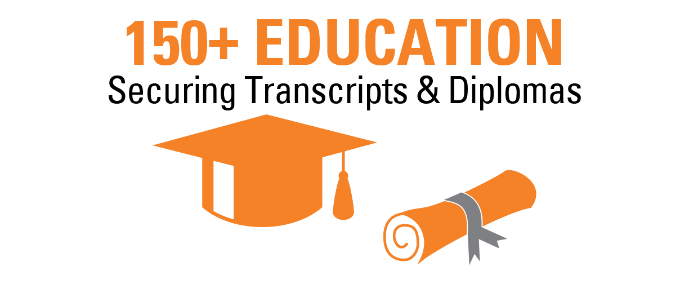 150+ EDUCATION
Securing Transcripts & Diplomas